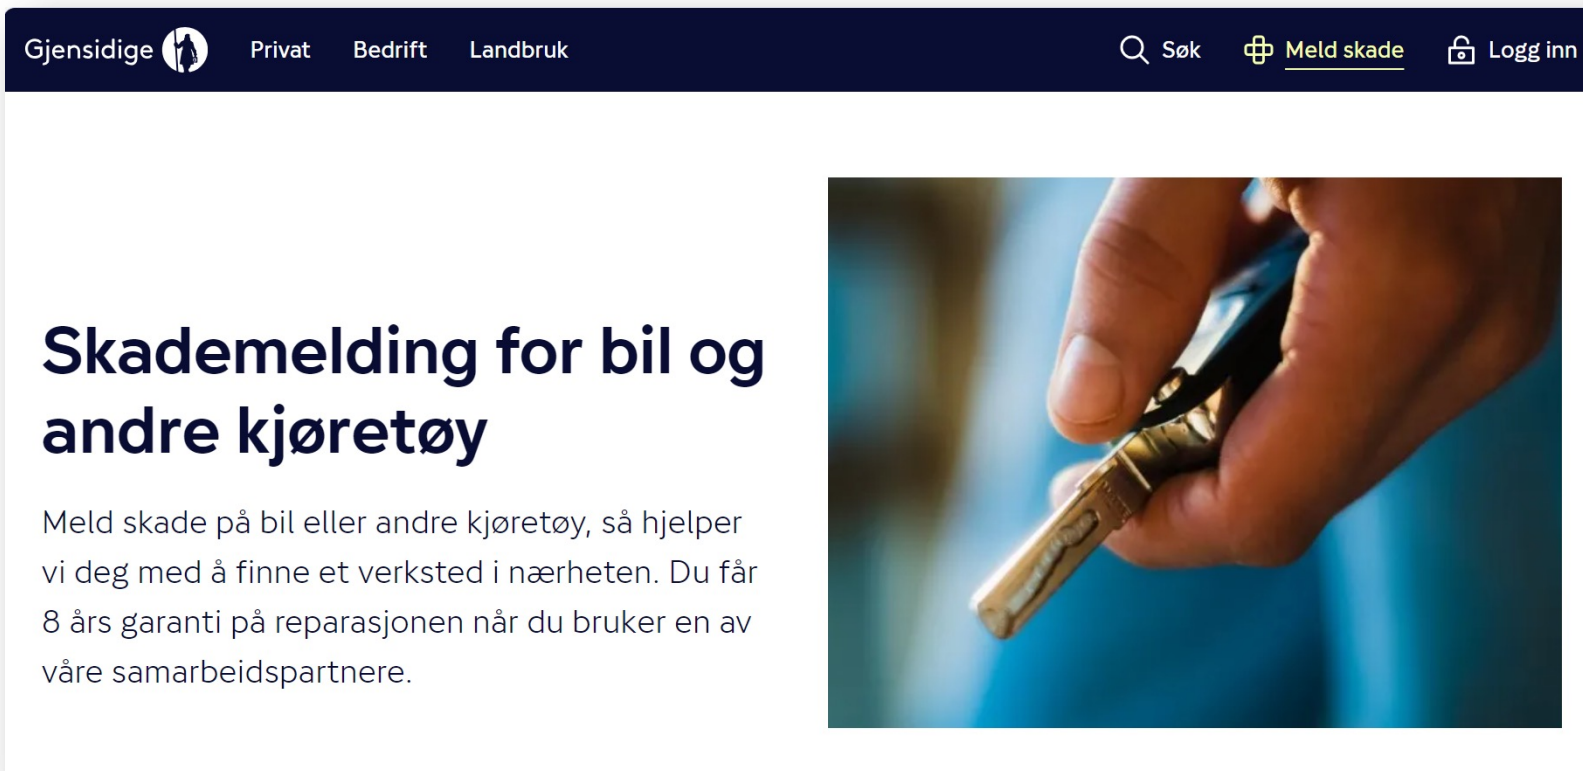 Gjensidige
Privat
Bedrift
Landbruk
Søk
Meld skade
Logg inn
Skademelding for bil og
andre kjøretøy
Meld skade på bil eller andre kjøretøy, så hjelper
vi deg med å finne et verksted i nærheten. Du får
8 års garanti på reparasjonen når du bruker en av
våre samarbeidspartnere.